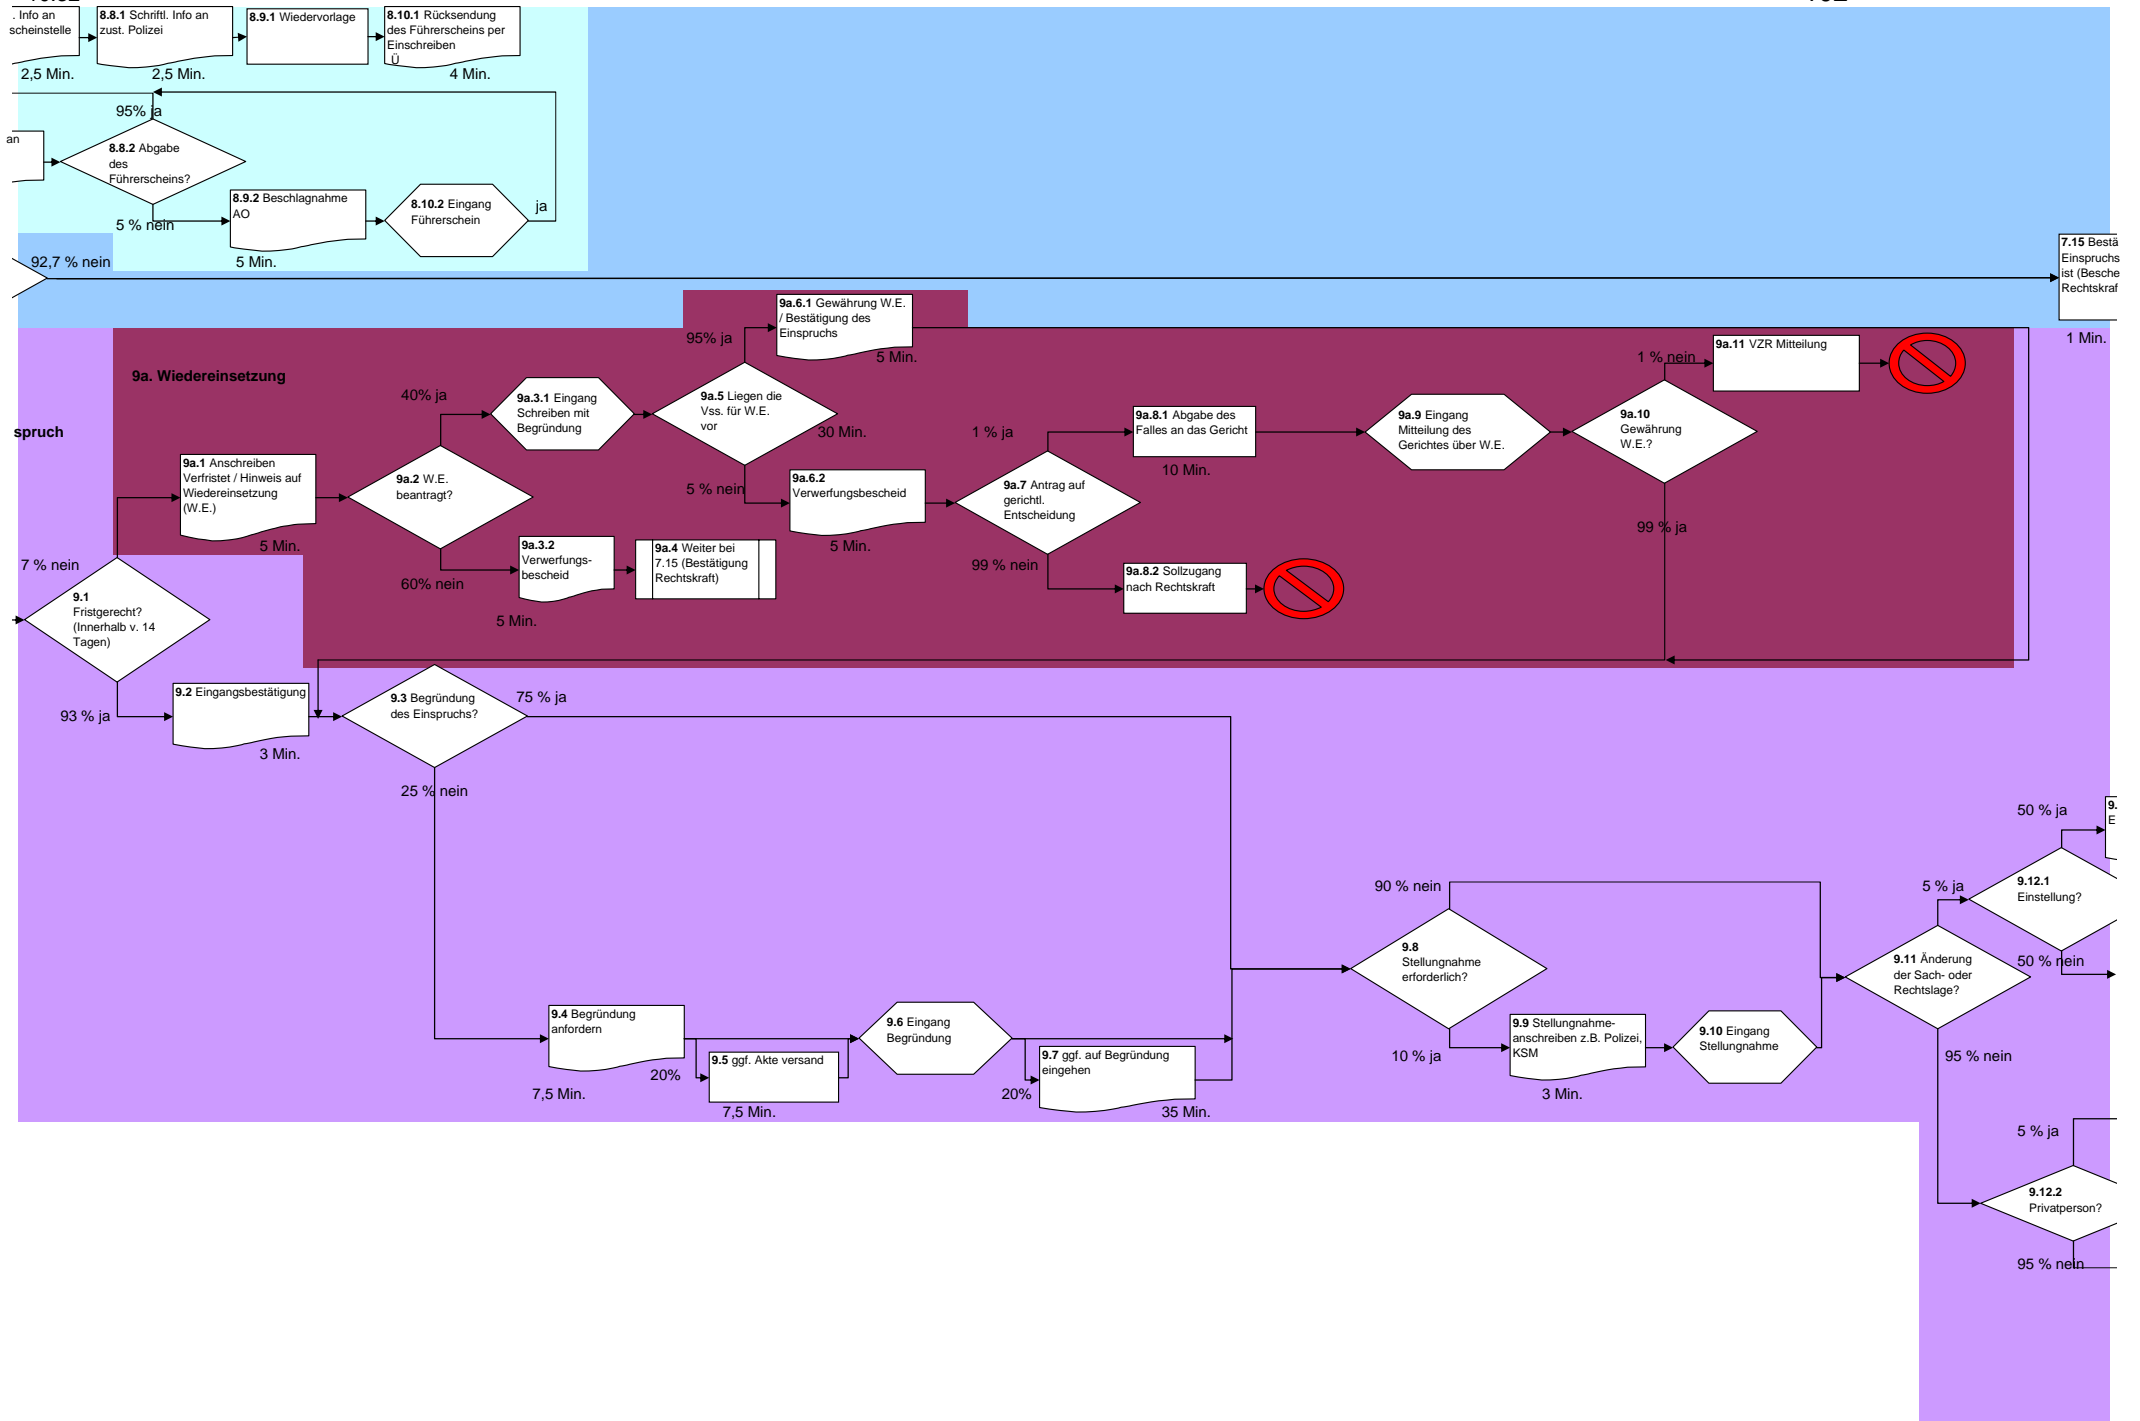 . Info an
scheinstelle
2,5 Min.
8.8.1 Schriftl. Info an
zust. Polizei
2,5 Min.
8.9.1 Wiedervorlage
8.10.1 Rücksendung
des Führerscheins per
Einschreiben
Ü
4 Min.
95% ja
an
8.8.2 Abgabe
des
Führerscheins?
5 % nein
8.9.2 Beschlagnahme
AO
5 Min.
8.10.2 Eingang
Führerschein
ja
92,7 % nein
7.15 Bestä
Einspruchs
ist (Besche
Rechtskraf
1 Min.
9a. Wiedereinsetzung
spruch
7 % nein
9a.1 Anschreiben
Verfristet / Hinweis auf
Wiedereinsetzung
(W.E.)
5 Min.
40% ja
9a.2 W.E.
beantragt?
60% nein
9a.3.1 Eingang
Schreiben mit
Begründung
9a.3.2
Verwerfungs-
bescheid
5 Min.
9a.4 Weiter bei
7.15 (Bestätigung
Rechtskraft)
95% ja
9a.5 Liegen die
Vss. für W.E.
vor
30 Min.
5 % nein
9a.6.1 Gewährung W.E.
/ Bestätigung des
Einspruchs
5 Min.
9a.6.2
Verwerfungsbescheid
5 Min.
1 % ja
9a.7 Antrag auf
gerichtl.
Entscheidung
99 % nein
9a.8.1 Abgabe des
Falles an das Gericht
10 Min.
9a.8.2 Sollzugang
nach Rechtskraft
9a.9 Eingang
Mitteilung des
Gerichtes über W.E.
1 % nein
9a.10
Gewährung
W.E.?
99 % ja
9a.11 VZR Mitteilung
9.1
Fristgerecht?
(Innerhalb v. 14
Tagen)
93 % ja
9.2 Eingangsbestätigung
3 Min.
9.3 Begründung
des Einspruchs?
75 % ja
25 % nein
9.4 Begründung
anfordern
7,5 Min.
20%
9.5 ggf. Akte versand
7,5 Min.
9.6 Eingang
Begründung
20%
9.7 ggf. auf Begründung
eingehen
35 Min.
90 % nein
9.8
Stellungnahme
erforderlich?
10 % ja
9.9 Stellungnahme-
anschreiben z.B. Polizei,
KSM
3 Min.
9.10 Eingang
Stellungnahme
5 % ja
9.11 Änderung
der Sach- oder
Rechtslage?
95 % nein
50 % ja
9.12.1
Einstellung?
50 % nein
9.
E
5 % ja
9.12.2
Privatperson?
95 % nein